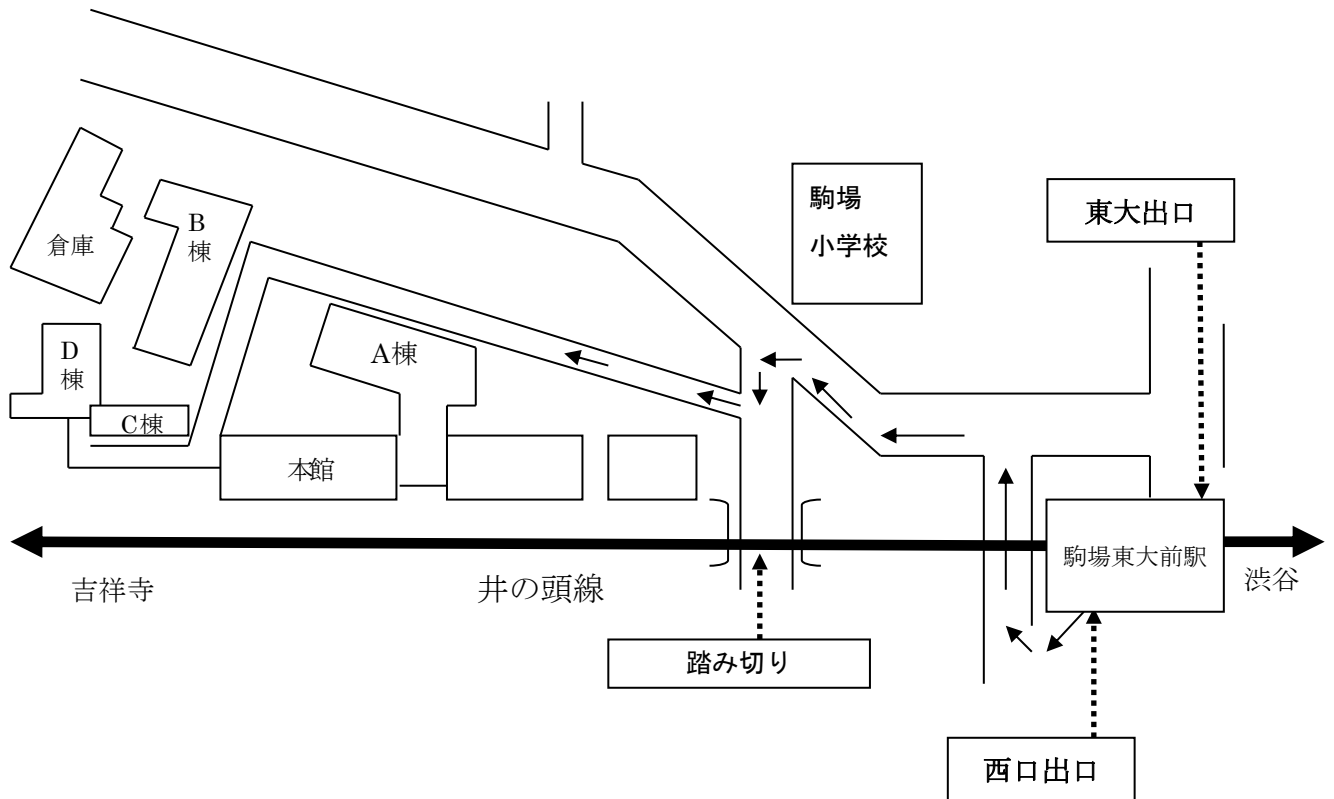 駒場
小学校
東大出口
B
棟
倉庫
D
棟
A棟
C棟
本館
駒場東大前駅
吉祥寺
井の頭線
渋谷
踏み切り
西口出口